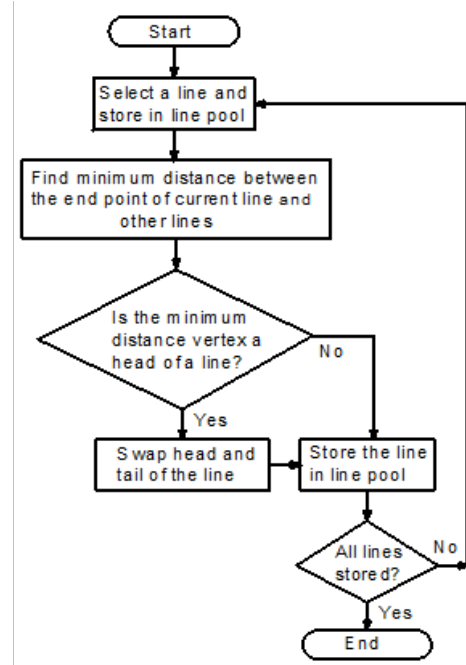 Start
Select a line and
store in line pool
Find minimum distance between
the end point of current line and
other lines
Is the minimum
distance vertex a
head of a line?
No
Yes
Swap head and
tail of the line
Store the line
in line pool
All lines
stored?
No
Yes
End